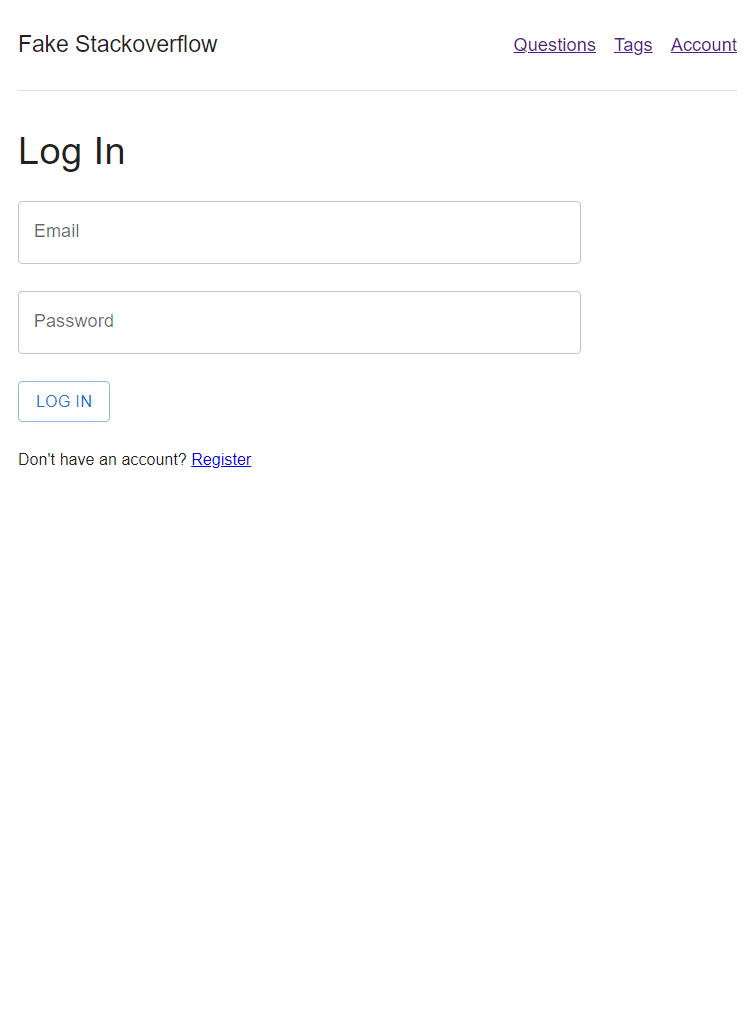 Fake Stackoverflow Questions Tags Account
Log In
Email
Password
LOG IN
Don't have an account? Register